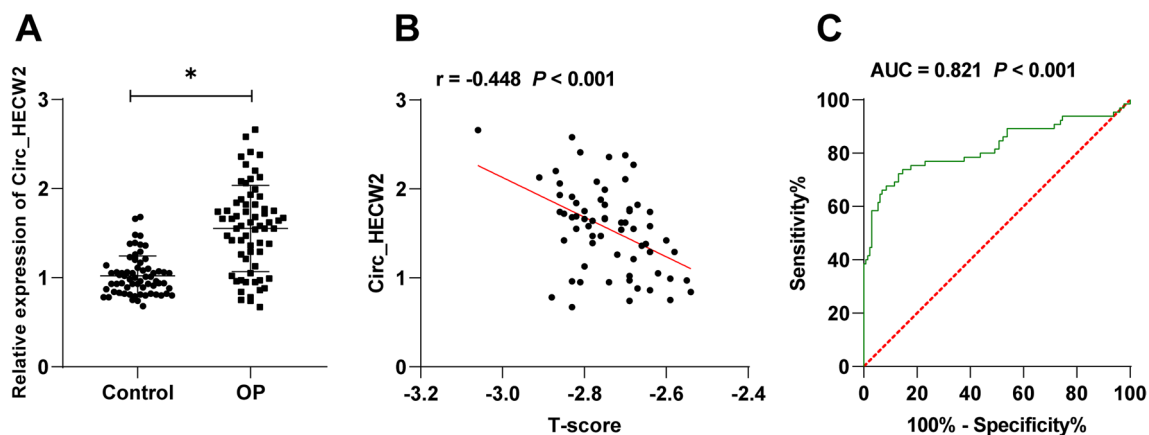 A
Relative expression of Circ_HECW2
3
2
1
0
*
Control
OP
B
r = -0.448 P < 0.001
Circ_HECW2
3
2
1
0
-3.2
-3.0
-2.8
-2.6
-2.4
T-score
C
AUC = 0.821 P < 0.001
Sensitivity%
100
80
60
40
20
0
0
20
40
60
80
100
100% - Specificity%